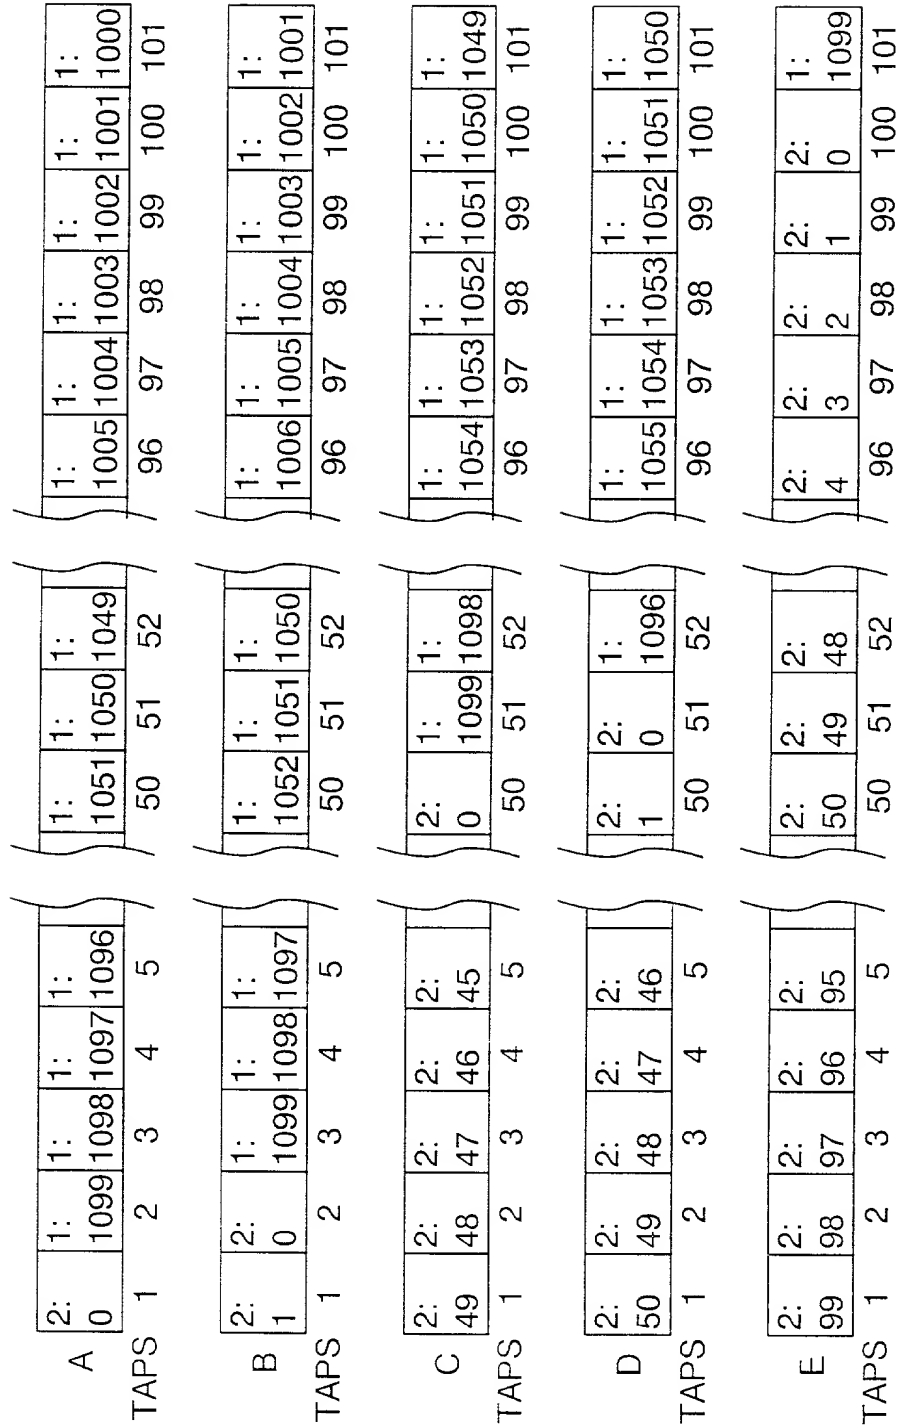 2: 1: 1: 1: 1: 1: 1: 1: 1: 1: 1: 1: 1: 1:
A 0 1099 1098 1097 1096 1051 1050 1049 1005 1004 1003 1002 1001 1000
TAPS 1 2 3 4 5 50 51 52 96 97 98 99 100 101
2: 2: 1: 1: 1: 1: 1: 1: 1: 1: 1: 1: 1: 1:
B 1 0 1099 1098 1097 1052 1051 1050 1006 1005 1004 1003 1002 1001
TAPS 1 2 3 4 5 50 51 52 96 97 98 99 100 101
2: 2: 2: 2: 2: 2: 1: 1: 1: 1: 1: 1: 1: 1:
C 49 48 47 46 45 0 1099 1098 1054 1053 1052 1051 1050 1049
TAPS 1 2 3 4 5 50 51 52 96 97 98 99 100 101
2: 2: 2: 2: 2: 2: 2: 1: 1: 1: 1: 1: 1: 1:
D 50 49 48 47 46 1 0 1096 1055 1054 1053 1052 1051 1050
TAPS 1 2 3 4 5 50 51 52 96 97 98 99 100 101
2: 2: 2: 2: 2: 2: 2: 2: 2: 2: 2: 2: 2: 1:
E 99 98 97 96 95 50 49 48 4 3 2 1 0 1099
TAPS 1 2 3 4 5 50 51 52 96 97 98 99 100 101